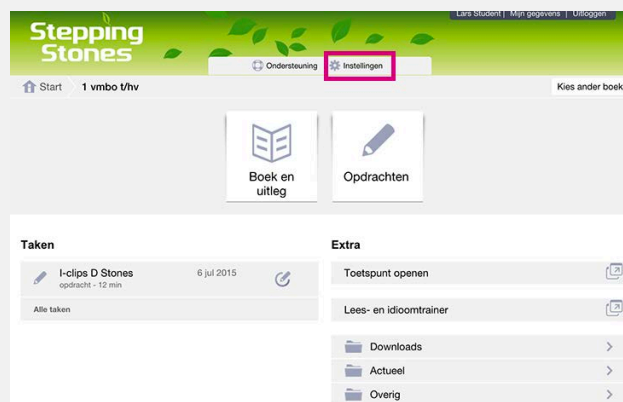 Lars Student | Mijn gegevens | Uitloggen
Stepping
Stones
Ondersteuning
Instellingen
Start
1 vmbo t/hv
Kies ander boek
Boek en
uitleg
Opdrachten
Taken
I-clips D Stones
6 jul 2015
opdracht - 12 min
Alle taken
Extra
Toetspunt openen
Lees- en idioomtrainer
Downloads
Actueel
Overig